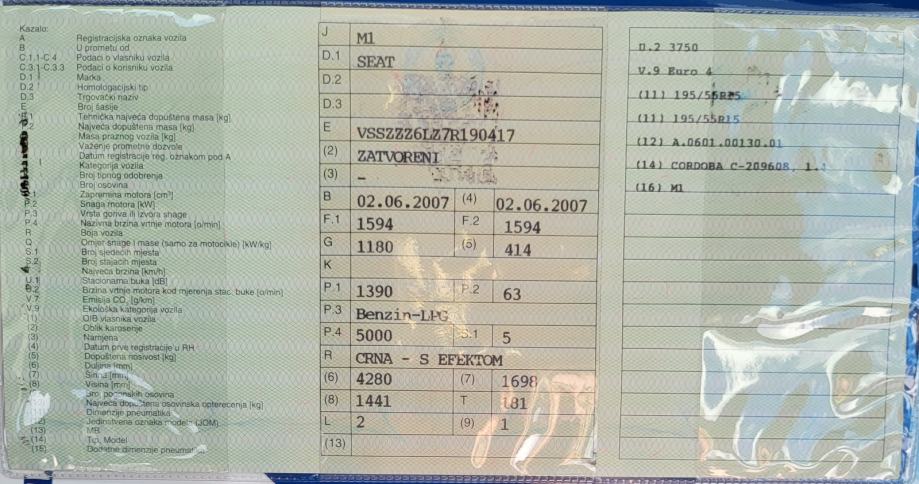 Kazalo:
A Registracijska oznaka vozila
B U prometu od
C.1.1-C.4 Podaci o vlasniku vozila
C.3.1-C.3.3 Podaci o korisniku vozila
D.1 Marka
D.2 Homologacijski tip
D.3 Trgovački naziv
E Broj šasije
Tehnička najveća dopuštena masa [kg]
Najveća dopuštena masa [kg]
Masa praznog vozila [kg]
Važenje prometne dozvole
Datum registracije reg. oznakom pod A
Kategorija vozila
Broj tipnog odobrenja
Broj osovina
Zapremina motora [cm³]
P.2 Snaga motora [kW]
P.3 Vrsta goriva ili izvora snage
P.4 Nazivna brzina vrtnje motora [o/min]
R Boja vozila
Q Omjer snage i mase (samo za motocikle) [kW/kg]
S.1 Broj sjedećih mjesta
S.2 Broj stajaćih mjesta
Najveća brzina [km/h]
U.1 Stacionarna buka [dB]
Brzina vrtnje motora kod mjerenja stac. buke [o/min]
V.7 Emisija CO₂ [g/km]
V.9 Ekološka kategorija vozila
(1) OIB vlasnika vozila
(2) Oblik karoserije
(3) Namjena
(4) Datum prve registracije u RH
(5) Dopuštena nosivost [kg]
(6) Duljina [mm]
(7) Širina [mm]
(8) Visina [mm]
Broj pogonskih osovina
Najveća dopuštena osovinska opterećenja [kg]
Dimenzije pneumatika
Jedinstvena oznaka modela (JOM)
(13) MB
(14) Tip, Model
(15) Dodatne dimenzije pneumatika
J M1
D.1 SEAT
D.2
D.3
E VSSZZZ6LZ7R190417
(2) ZATVORENI
(3) –
B 02.06.2007 (4) 02.06.2007
F.1 1594 F.2 1594
G 1180 (5) 414
K
P.1 1390 P.2 63
P.3 Benzin-LPG
P.4 5000 S.1 5
R CRNA - S EFEKTOM
(6) 4280 (7) 1698
(8) 1441 T 181
L 2 (9) 1
(13)
D.2 3750
V.9 Euro 4
(11) 195/55R15
(11) 195/55R15
(12) A.0601.00130.01
(14) CORDOBA C-209608, 1.
(16) M1